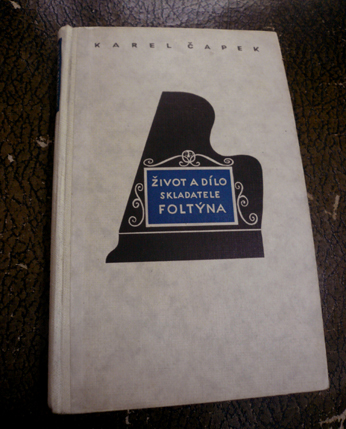 KAREL ČAPEK
ŽIVOT A DÍLO
SKLADATELE
FOLTÝNA